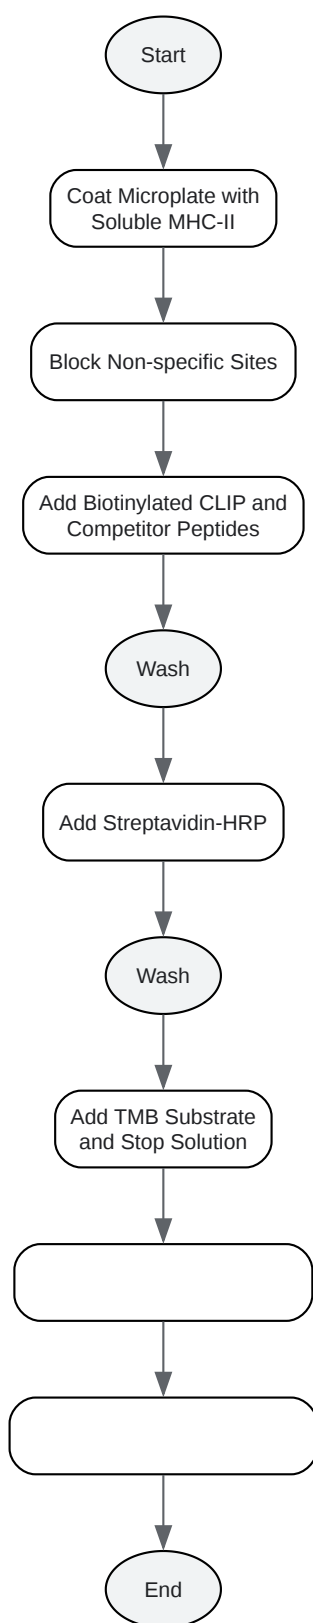 Start
Coat Microplate with
Soluble MHC-II
Block Non-specific Sites
Add Biotinylated CLIP and
Competitor Peptides
Wash
Add Streptavidin-HRP
Wash
Add TMB Substrate
and Stop Solution
End